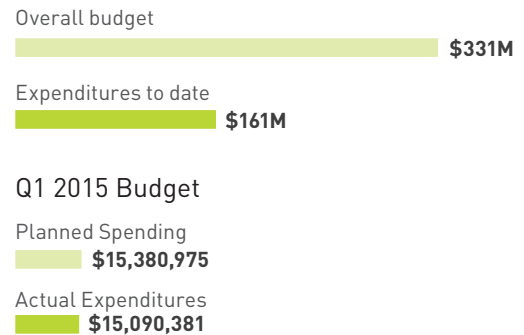 Overall budget
$331M
Expenditures to date
$161M
Q1 2015 Budget
Planned Spending
$15,380,975
Actual Expenditures
$15,090,381